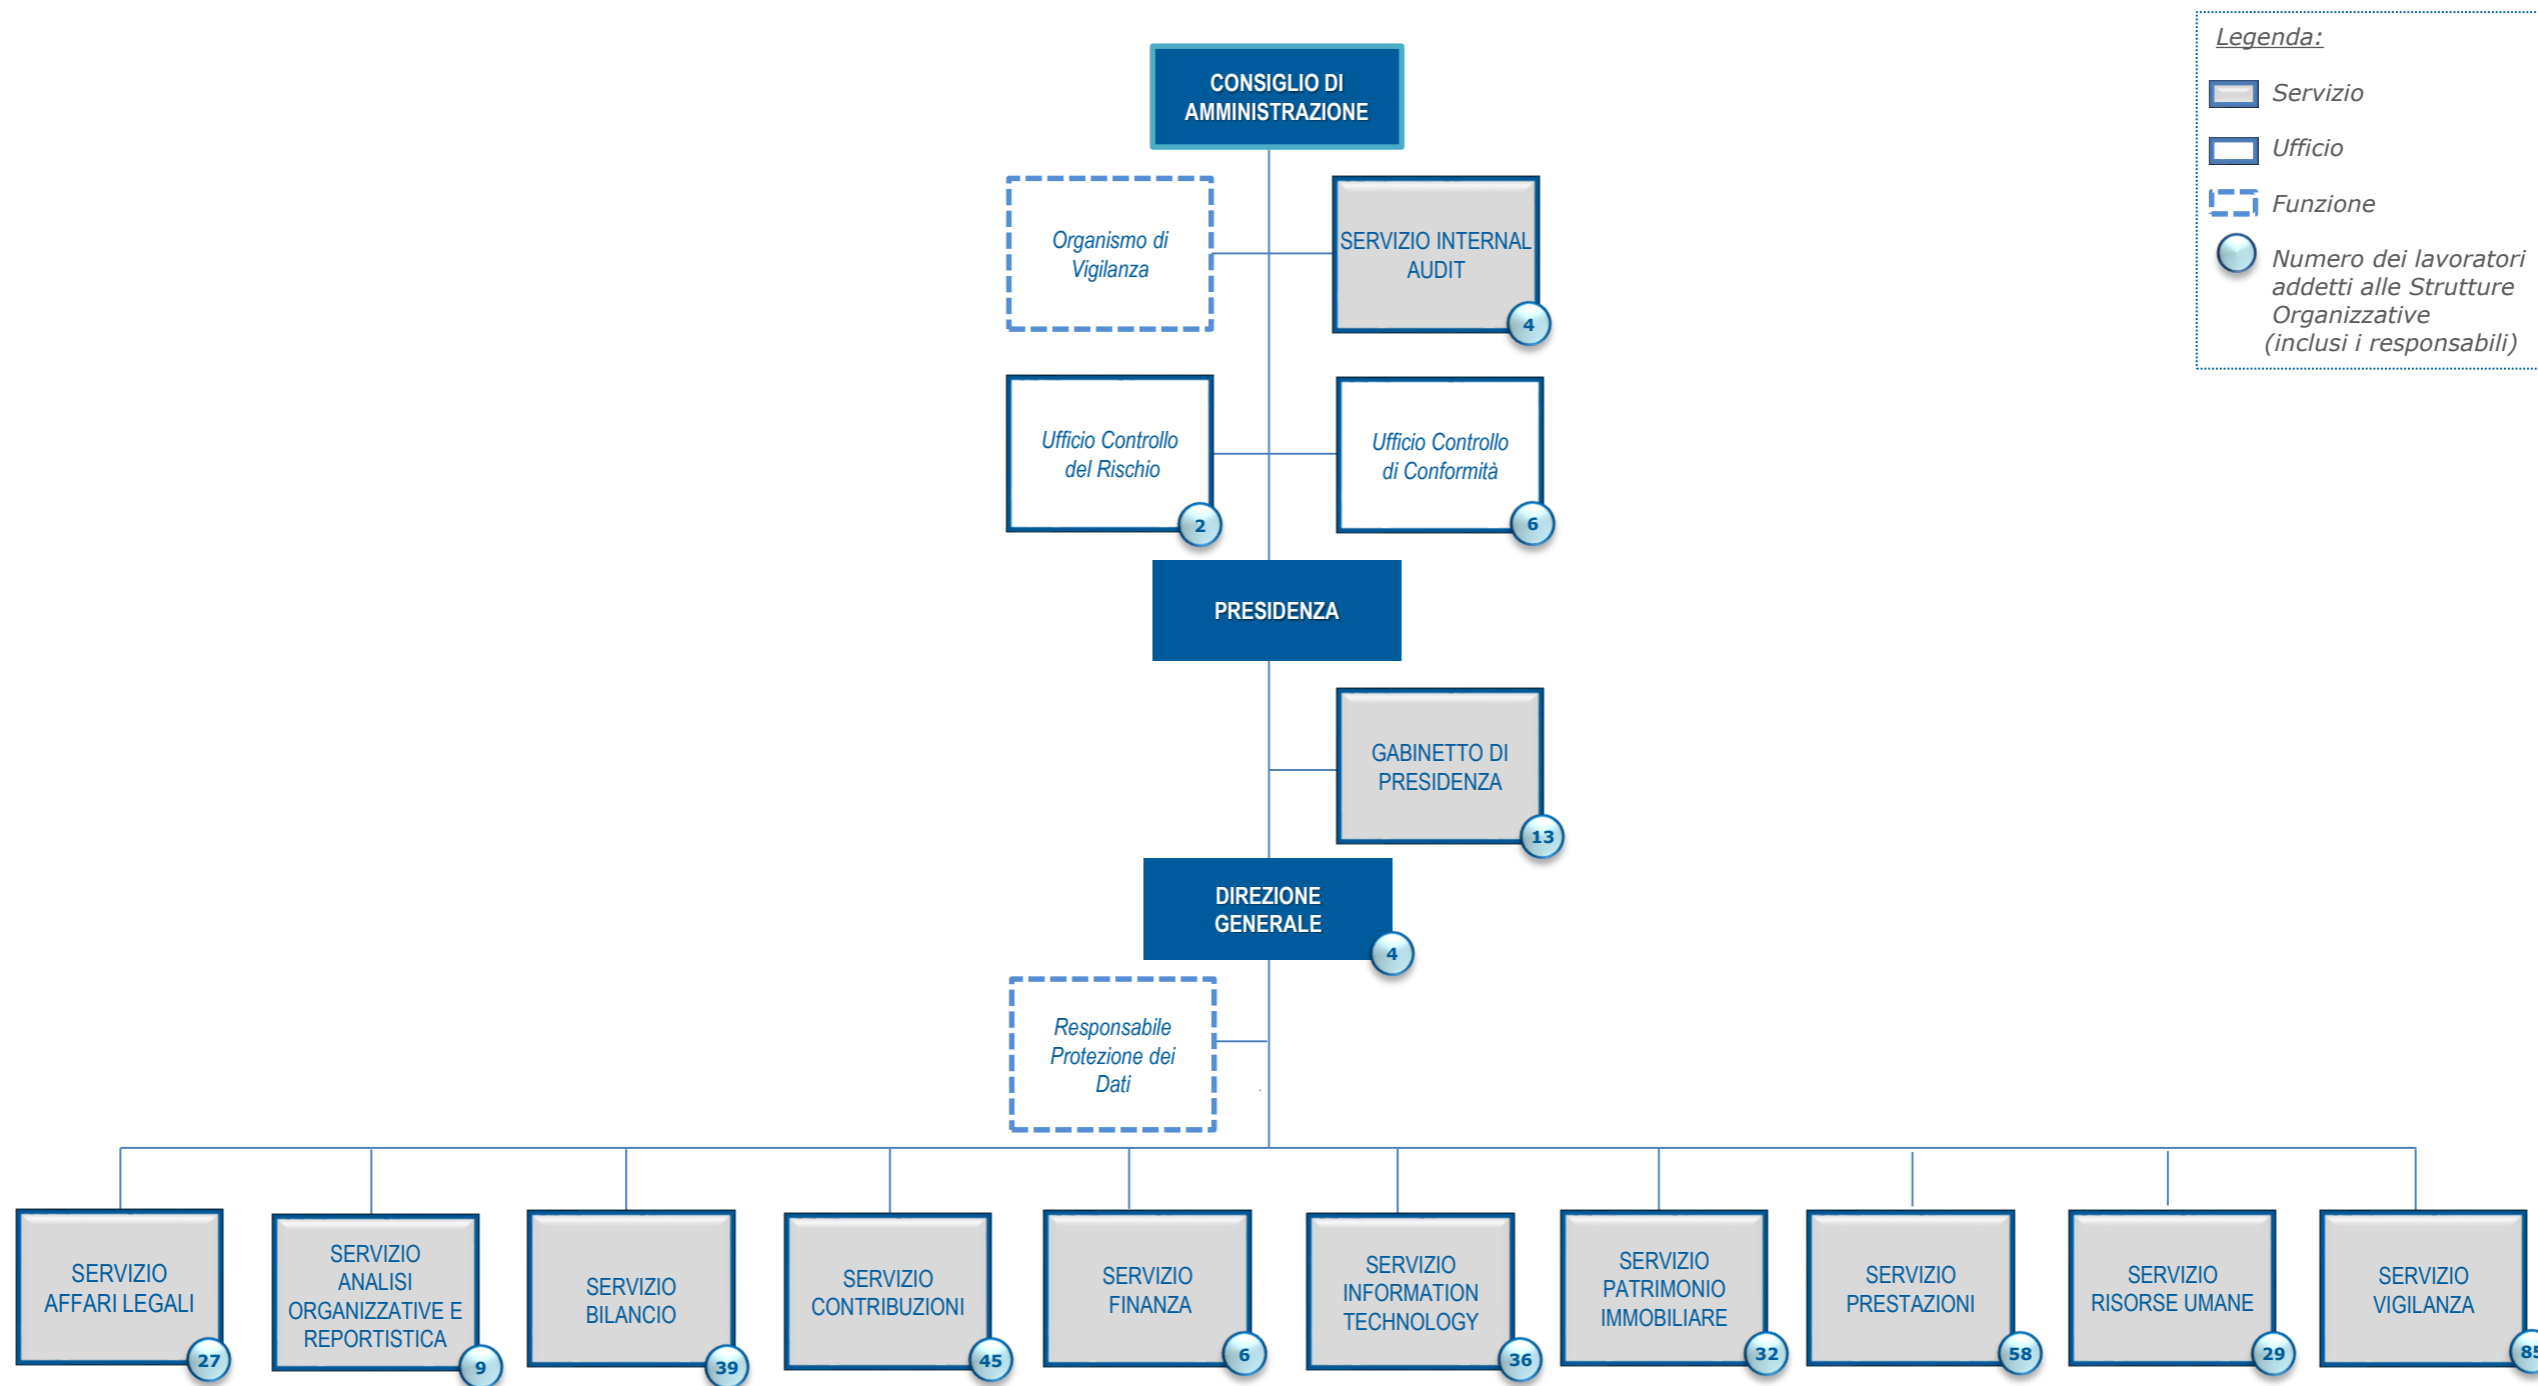 Legenda:
Servizio
Ufficio
Funzione
Numero dei lavoratori
addetti alle Strutture
Organizzative
(inclusi i responsabili)
CONSIGLIO DI
AMMINISTRAZIONE
Organismo di
Vigilanza
SERVIZIO INTERNAL
AUDIT
4
Ufficio Controllo
del Rischio
2
Ufficio Controllo
di Conformità
6
PRESIDENZA
GABINETTO DI
PRESIDENZA
13
DIREZIONE
GENERALE
4
Responsabile
Protezione dei
Dati
SERVIZIO
AFFARI LEGALI
27
SERVIZIO
ANALISI
ORGANIZZATIVE E
REPORTISTICA
9
SERVIZIO
BILANCIO
39
SERVIZIO
CONTRIBUZIONI
45
SERVIZIO
FINANZA
6
SERVIZIO
INFORMATION
TECHNOLOGY
36
SERVIZIO
PATRIMONIO
IMMOBILIARE
32
SERVIZIO
PRESTAZIONI
58
SERVIZIO
RISORSE UMANE
29
SERVIZIO
VIGILANZA
85